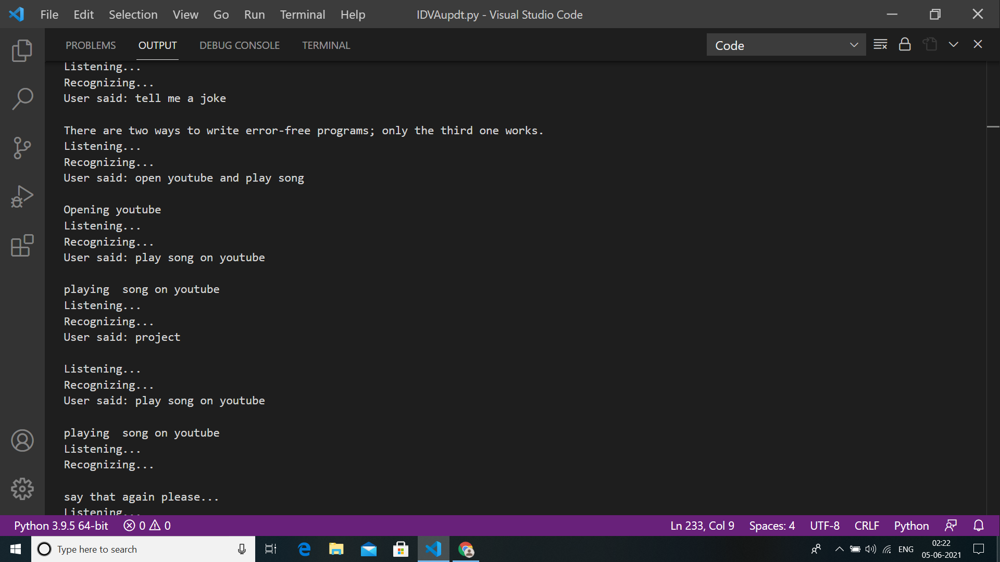 File Edit Selection View Go Run Terminal Help IDVAupdt.py - Visual Studio Code
PROBLEMS OUTPUT DEBUG CONSOLE TERMINAL Code
Listening...
Recognizing...
User said: tell me a joke
There are two ways to write error-free programs; only the third one works.
Listening...
Recognizing...
User said: open youtube and play song
Opening youtube
Listening...
Recognizing...
User said: play song on youtube
playing  song on youtube
Listening...
Recognizing...
User said: project
Listening...
Recognizing...
User said: play song on youtube
playing  song on youtube
Listening...
Recognizing...
say that again please...
Listening...
Python 3.9.5 64-bit 0 0 Ln 233, Col 9 Spaces: 4 UTF-8 CRLF Python
Type here to search ENG 02:22
05-06-2021